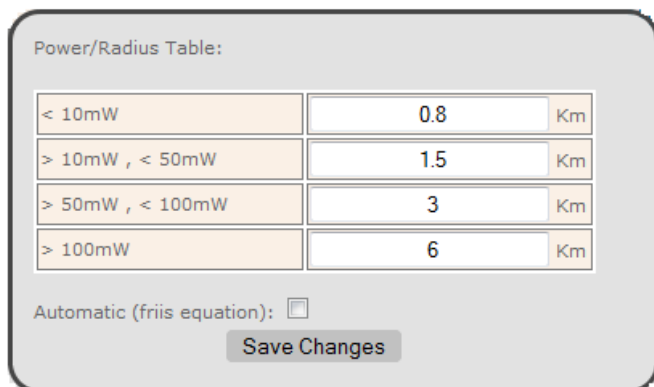 Power/Radius Table:
< 10mW 0.8 Km
> 10mW , < 50mW 1.5 Km
> 50mW , < 100mW 3 Km
> 100mW 6 Km
Automatic (friis equation):
Save Changes